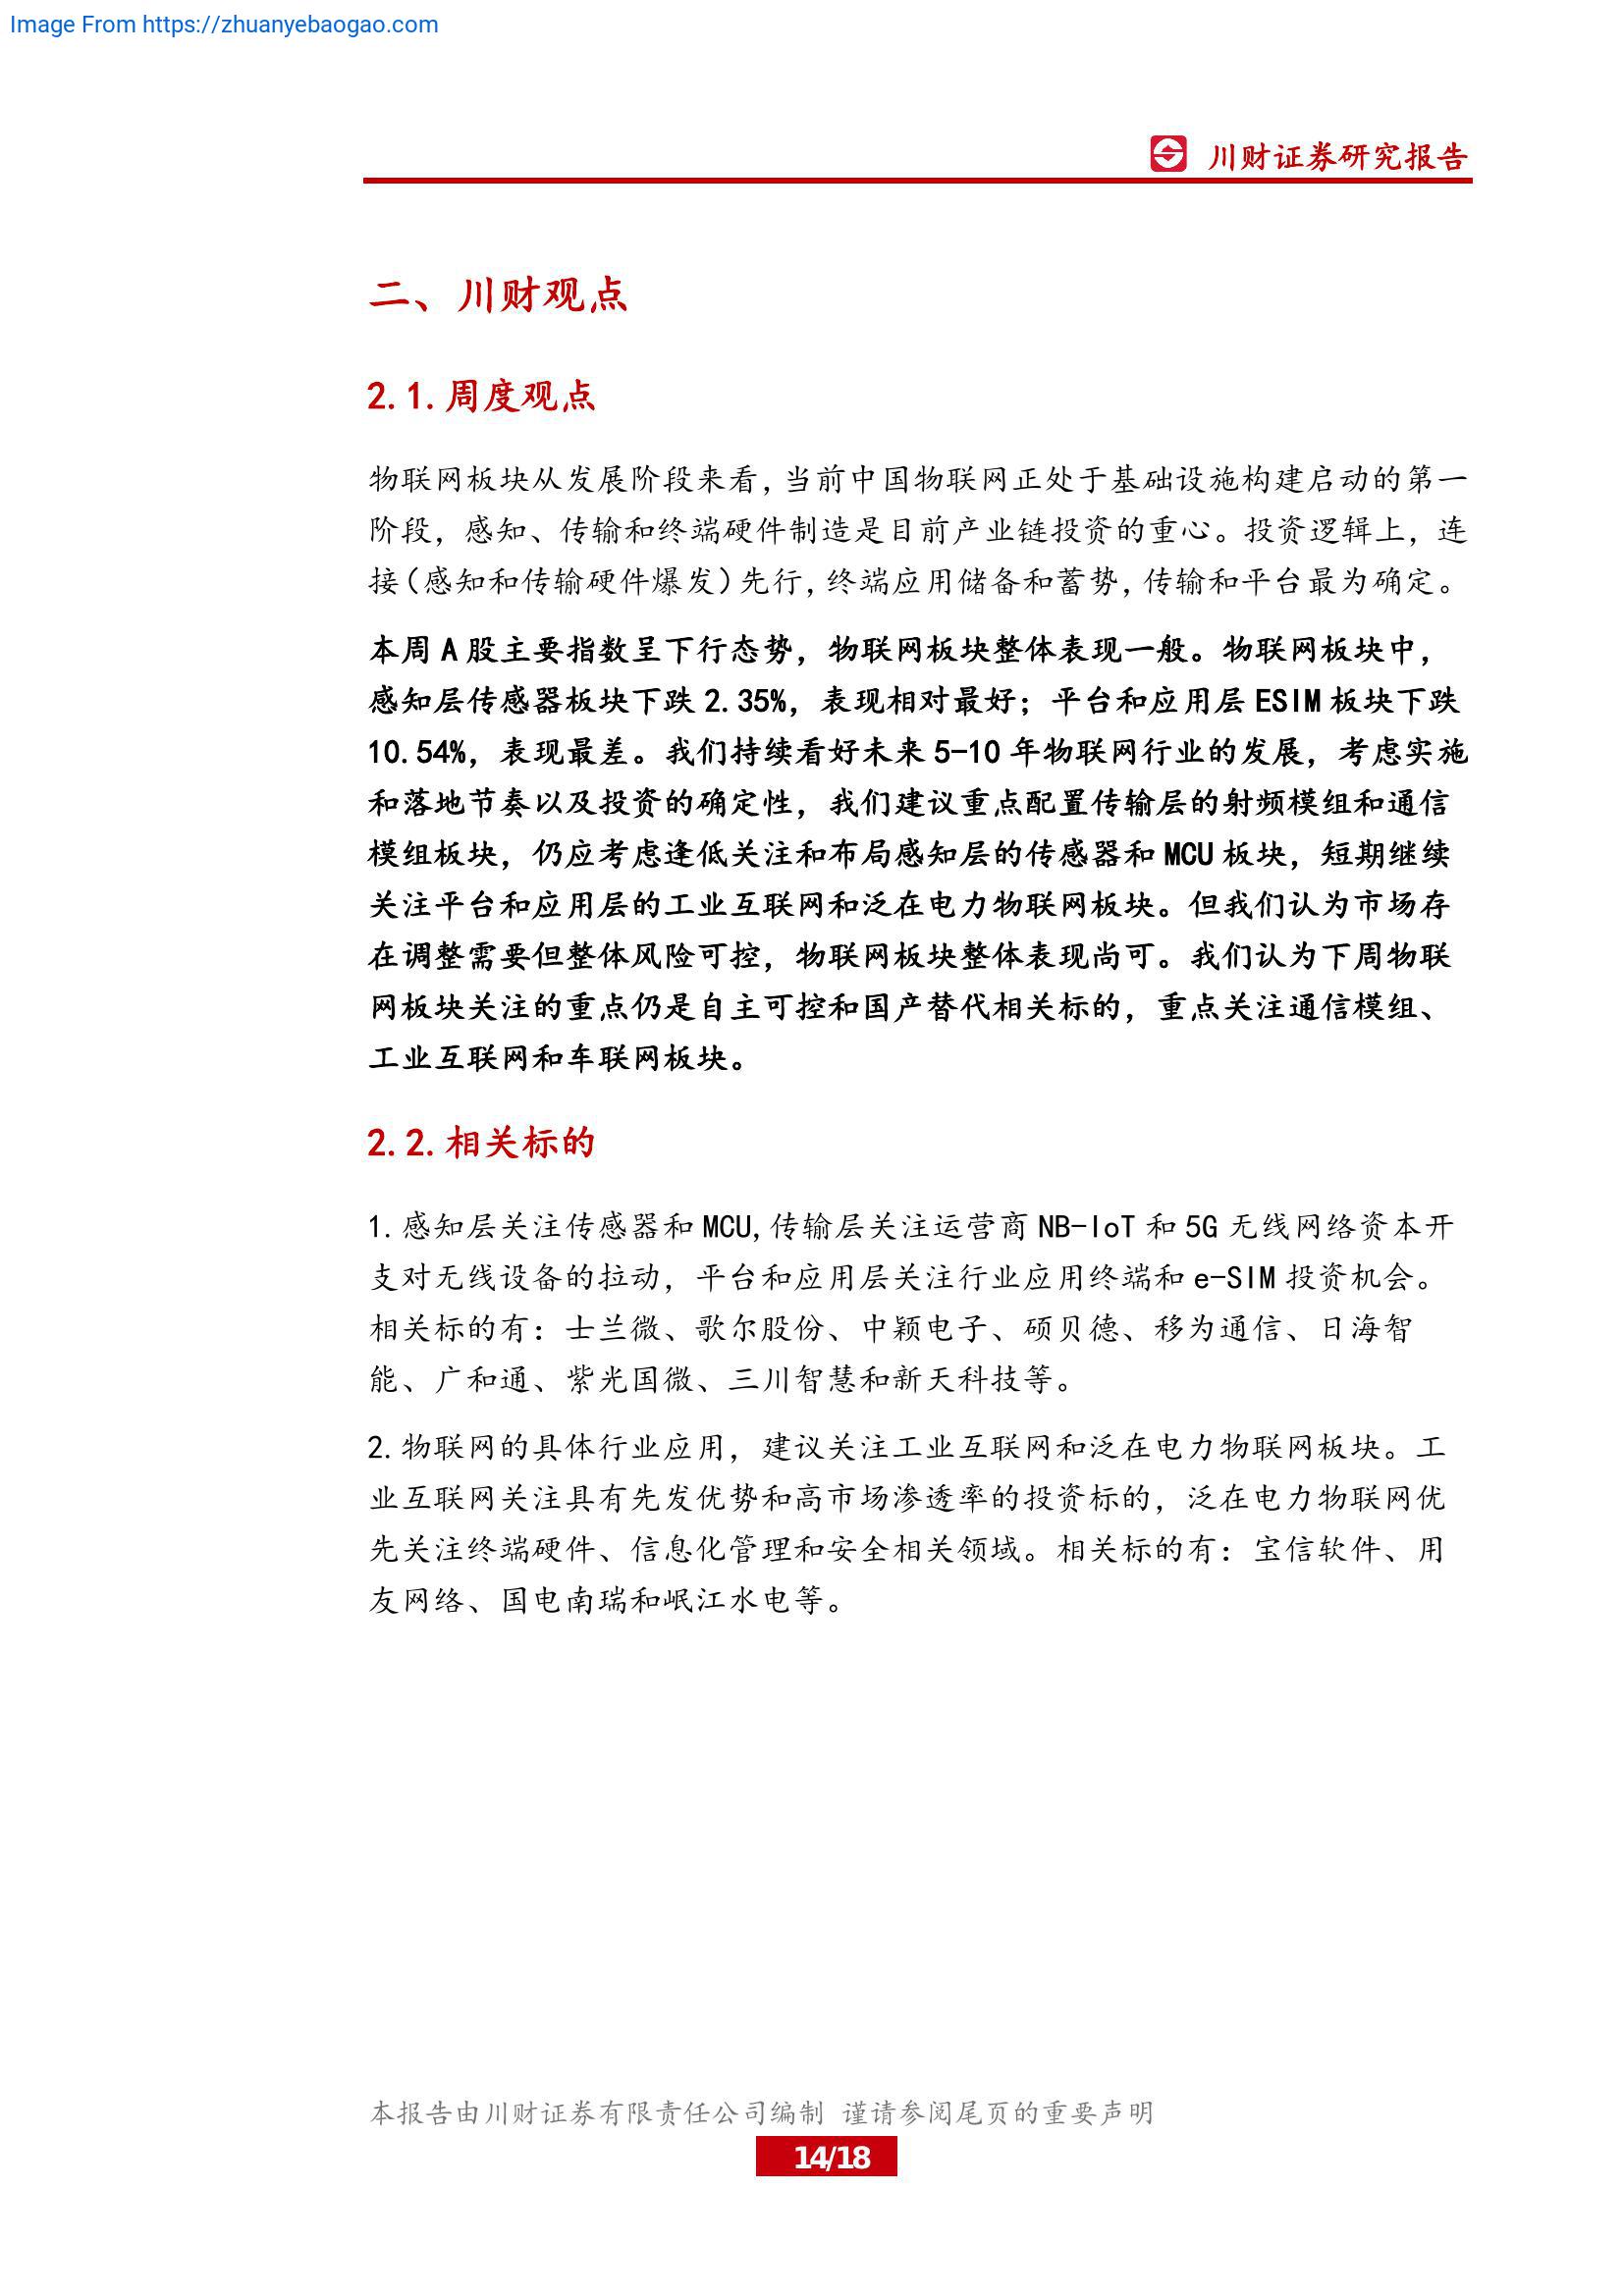 Image From https://zhuanyebaogao.com
川财证券研究报告
二、川财观点
2.1.周度观点
物联网板块从发展阶段来看,当前中国物联网正处于基础设施构建启动的第一
阶段，感知、传输和终端硬件制造是目前产业链投资的重心。投资逻辑上，连
接(感知和传输硬件爆发)先行,终端应用储备和蓄势,传输和平台最为确定。
本周 A 股主要指数呈下行态势，物联网板块整体表现一般。物联网板块中，
感知层传感器板块下跌 2.35%，表现相对最好；平台和应用层 ESIM 板块下跌
10.54%，表现最差。我们持续看好未来 5-10 年物联网行业的发展，考虑实施
和落地节奏以及投资的确定性，我们建议重点配置传输层的射频模组和通信
模组板块，仍应考虑逢低关注和布局感知层的传感器和 MCU 板块，短期继续
关注平台和应用层的工业互联网和泛在电力物联网板块。但我们认为市场存
在调整需要但整体风险可控，物联网板块整体表现尚可。我们认为下周物联
网板块关注的重点仍是自主可控和国产替代相关标的，重点关注通信模组、
工业互联网和车联网板块。
2.2.相关标的
1.感知层关注传感器和 MCU,传输层关注运营商 NB-IoT 和 5G 无线网络资本开
支对无线设备的拉动，平台和应用层关注行业应用终端和 e-SIM 投资机会。
相关标的有：士兰微、歌尔股份、中颖电子、硕贝德、移为通信、日海智
能、广和通、紫光国微、三川智慧和新天科技等。
2.物联网的具体行业应用，建议关注工业互联网和泛在电力物联网板块。工
业互联网关注具有先发优势和高市场渗透率的投资标的，泛在电力物联网优
先关注终端硬件、信息化管理和安全相关领域。相关标的有：宝信软件、用
友网络、国电南瑞和岷江水电等。
本报告由川财证券有限责任公司编制 谨请参阅尾页的重要声明
14/18